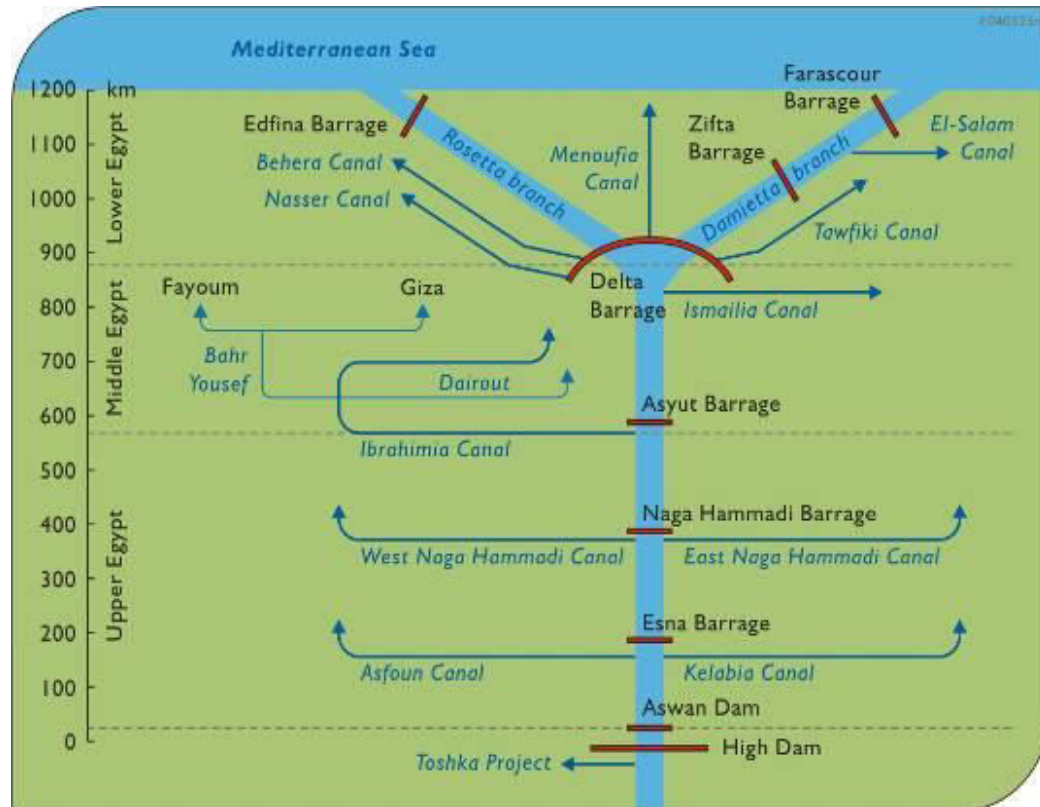 Mediterranean Sea
1200 km
Farascour
Barrage
Edfina Barrage
Zifta
Barrage
El-Salam
Canal
1100
Behera Canal
Menoufia
Canal
Rosetta branch
Damietta branch
Nasser Canal
1000
Lower Egypt
Tawfiki Canal
900
Fayoum
Giza
Delta
Barrage
800
Ismailia Canal
Middle Egypt
Bahr
Yousef
700
Dairout
600
Asyut Barrage
Ibrahimia Canal
500
400
Naga Hammadi Barrage
West Naga Hammadi Canal
East Naga Hammadi Canal
300
Upper Egypt
200
Esna Barrage
Asfoun Canal
Kelabia Canal
100
Aswan Dam
0
High Dam
Toshka Project